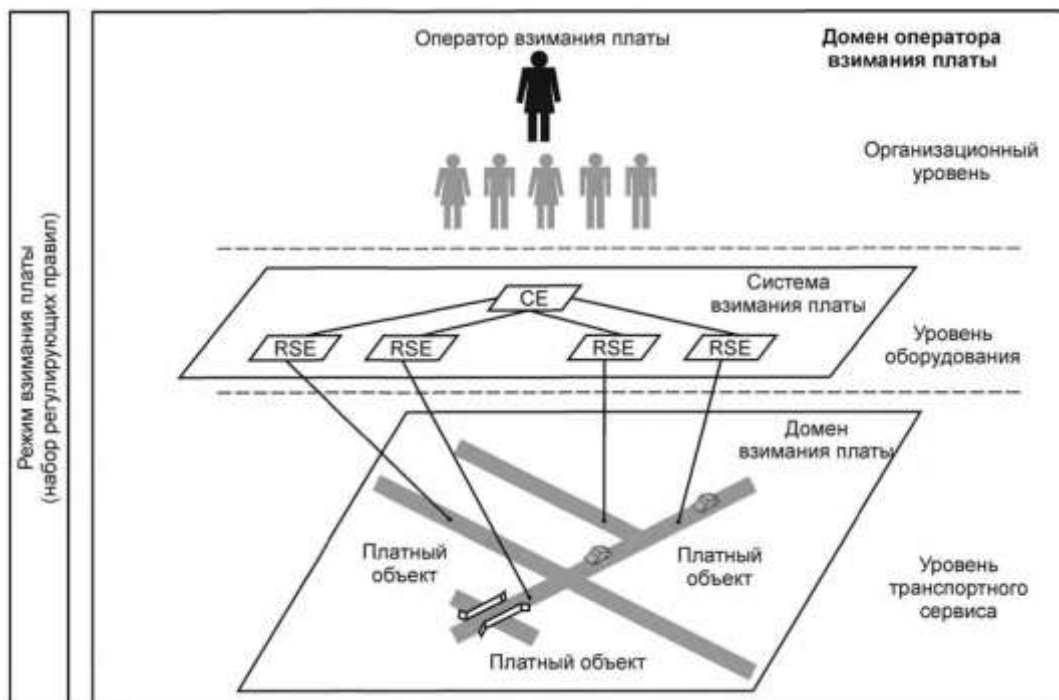 Оператор взимания платы
Домен оператора
взимания платы
Организационный
уровень
Режим взимания платы
(набор регулирующих правил)
Система
взимания платы
CE
RSE
RSE
RSE
RSE
Уровень
оборудования
Домен
взимания платы
Платный
объект
Платный
объект
Уровень
транспортного
сервиса
Платный объект